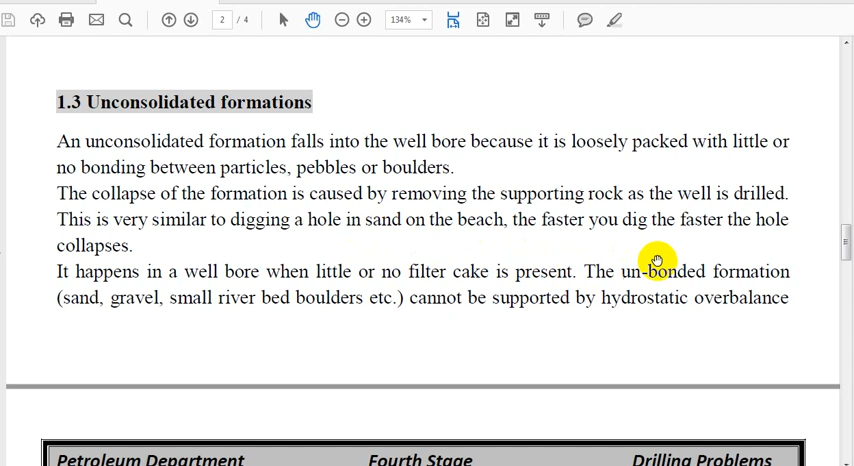 2 / 4
134%
1.3 Unconsolidated formations
An unconsolidated formation falls into the well bore because it is loosely packed with little or
no bonding between particles, pebbles or boulders.
The collapse of the formation is caused by removing the supporting rock as the well is drilled.
This is very similar to digging a hole in sand on the beach, the faster you dig the faster the hole
collapses.
It happens in a well bore when little or no filter cake is present. The un-bonded formation
(sand, gravel, small river bed boulders etc.) cannot be supported by hydrostatic overbalance
Petroleum Department Fourth Stage Drilling Problems